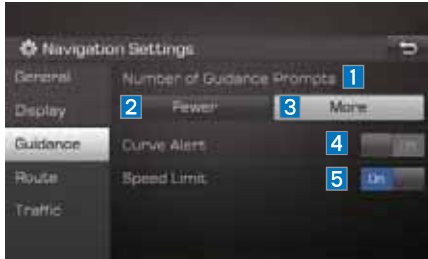 Navigation Settings
General
Number of Guidance Prompts 1
Display
2 Fewer
3 More
Guidance
Curve Alert 4
Route
Speed Limit 5 On
Traffic